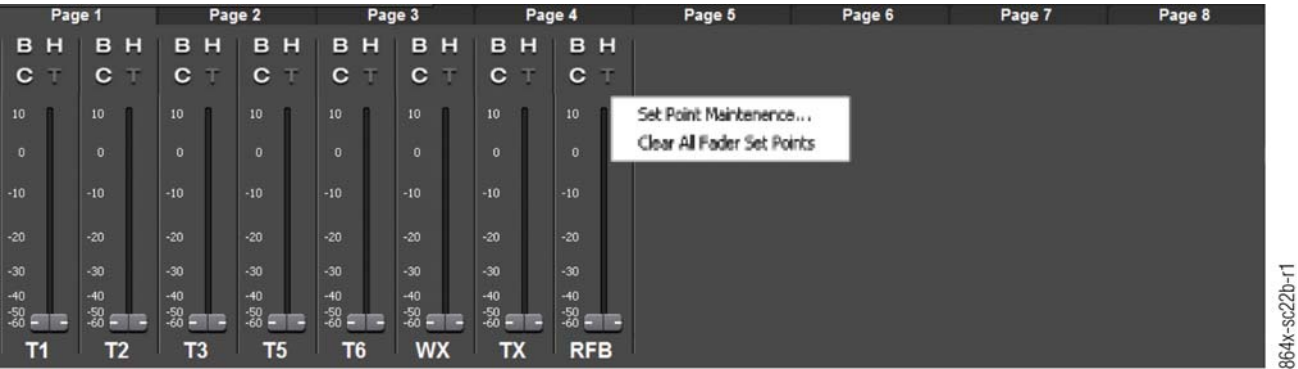 Page 1 Page 2 Page 3 Page 4 Page 5 Page 6 Page 7 Page 8
B H B H B H B H B H B H B H B H
C T C T C T C T C T C T C T C T
10 10 10 10 10 10 10 10
Set Point Maintenence...
Clear All Fader Set Points
0 0 0 0 0 0 0 0
-10 -10 -10 -10 -10 -10 -10 -10
-20 -20 -20 -20 -20 -20 -20 -20
-30 -30 -30 -30 -30 -30 -30 -30
-40 -40 -40 -40 -40 -40 -40 -40
-50 -50 -50 -50 -50 -50 -50 -50
-60 -60 -60 -60 -60 -60 -60 -60
T1 T2 T3 T5 T6 WX TX RFB
864x-sc22b-r1